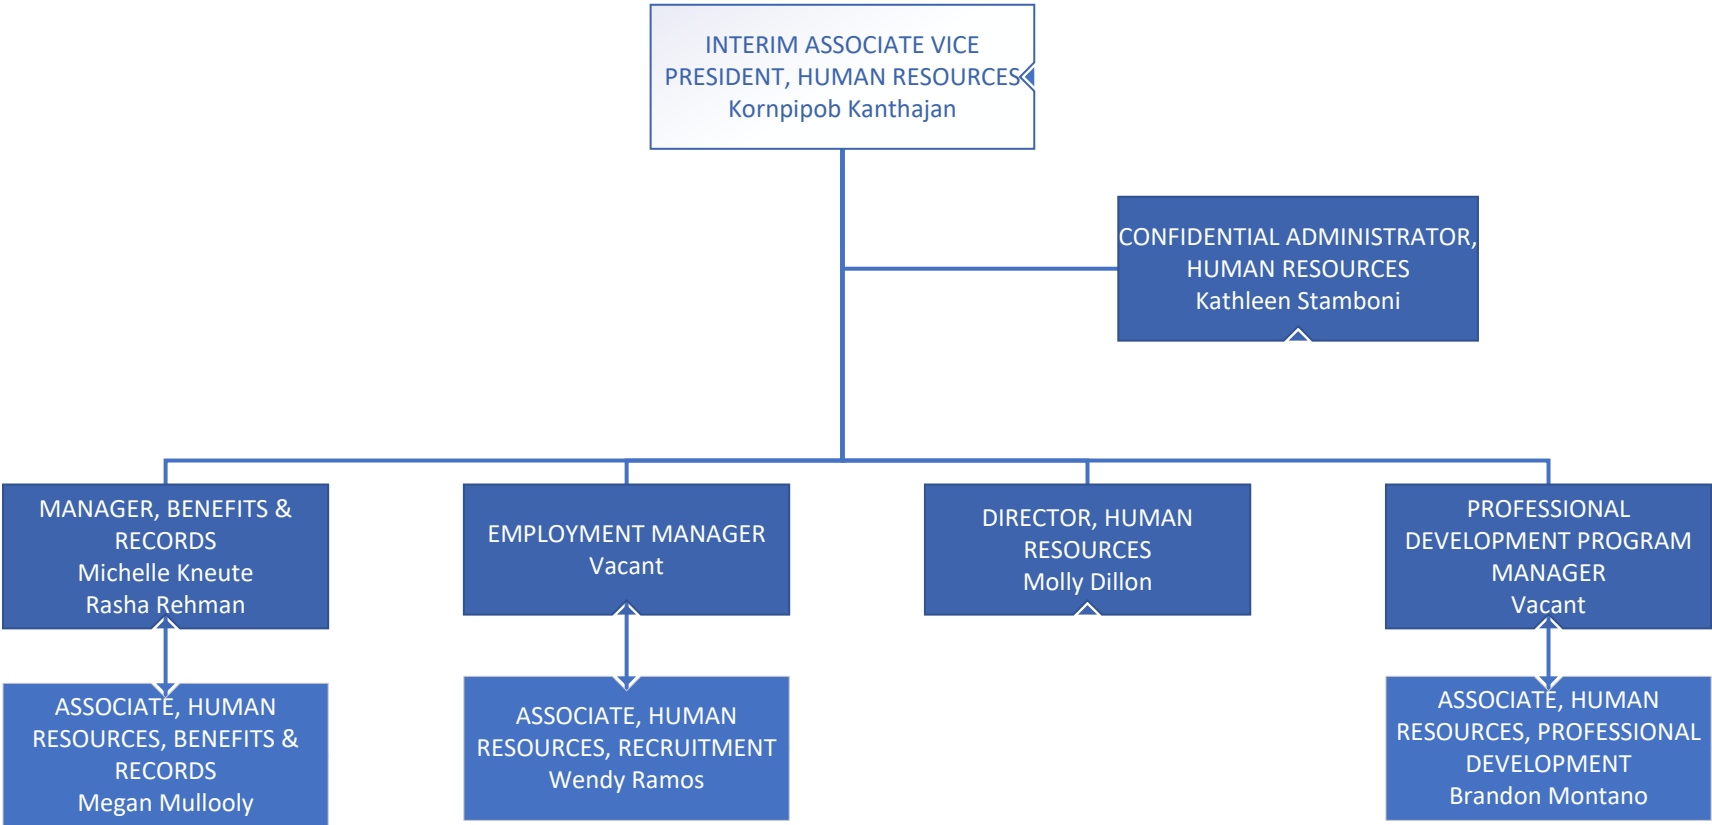 INTERIM ASSOCIATE VICE
PRESIDENT, HUMAN RESOURCES
Kornpipob Kanthajan
CONFIDENTIAL ADMINISTRATOR,
HUMAN RESOURCES
Kathleen Stamboni
MANAGER, BENEFITS &
RECORDS
Michelle Kneute
Rasha Rehman
EMPLOYMENT MANAGER
Vacant
DIRECTOR, HUMAN
RESOURCES
Molly Dillon
PROFESSIONAL
DEVELOPMENT PROGRAM
MANAGER
Vacant
ASSOCIATE, HUMAN
RESOURCES, BENEFITS &
RECORDS
Megan Mullooly
ASSOCIATE, HUMAN
RESOURCES, RECRUITMENT
Wendy Ramos
ASSOCIATE, HUMAN
RESOURCES, PROFESSIONAL
DEVELOPMENT
Brandon Montano